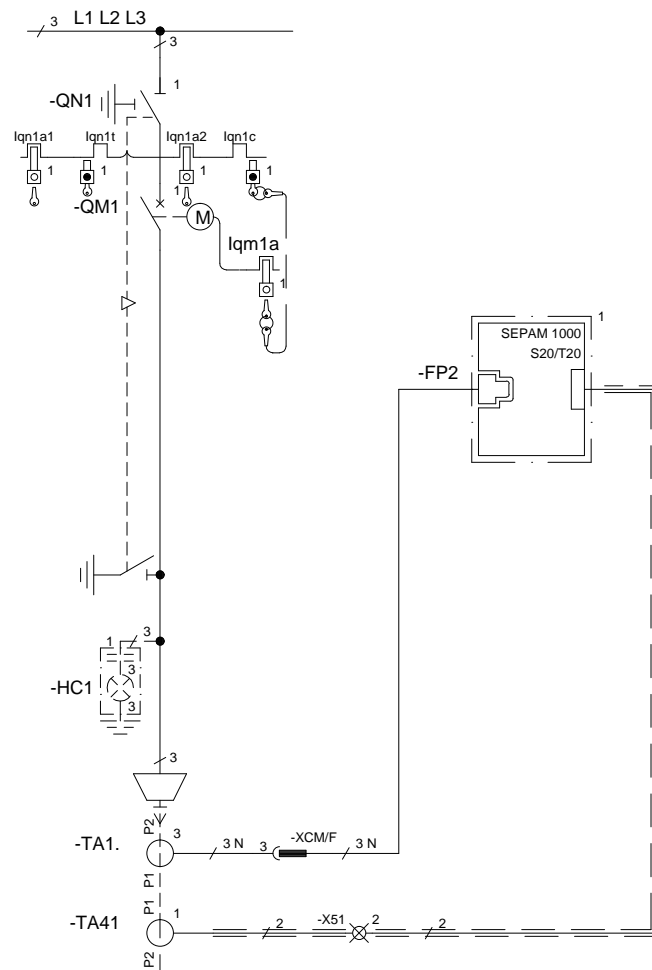 3 L1 L2 L3
3
1
-QN1
Iqn1a1 Iqn1t Iqn1a2 Iqn1c
1 1 1 1
1
-QM1
M
Iqm1a
1
1
SEPAM 1000
S20/T20
-FP2
3
1
3
-HC1
3
3
P2
3
-TA1.
3 N
3
-XCM/F
3 N
P1
P1
1
-TA41
2
-X51
2
2
P2